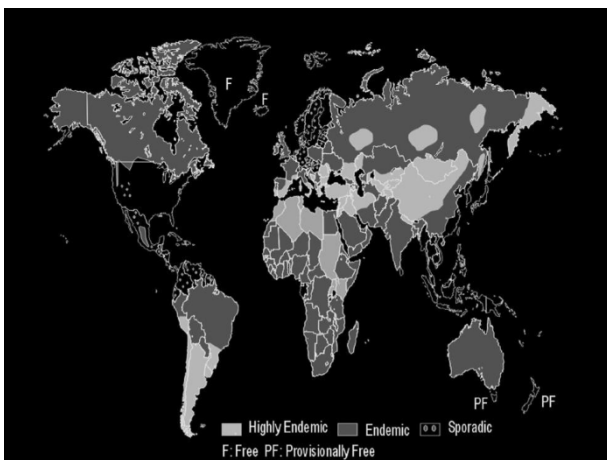 F
F
PF
PF
Highly Endemic Endemic Sporadic
F: Free PF: Provisionally Free